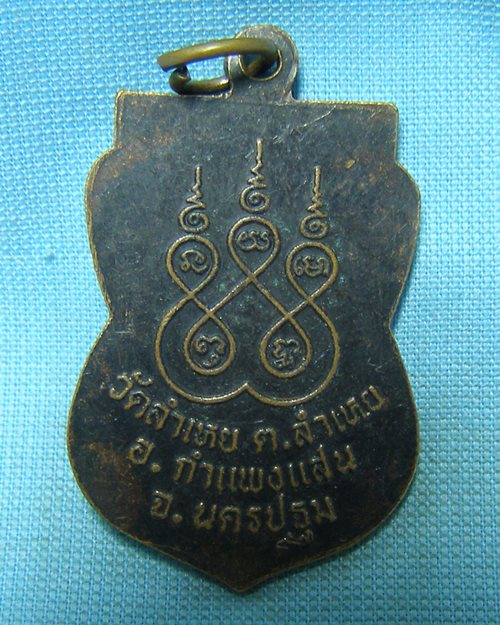 วัดลำเหย ต.ลำเหย
อ. กำแพงแสน
จ. นครปฐม